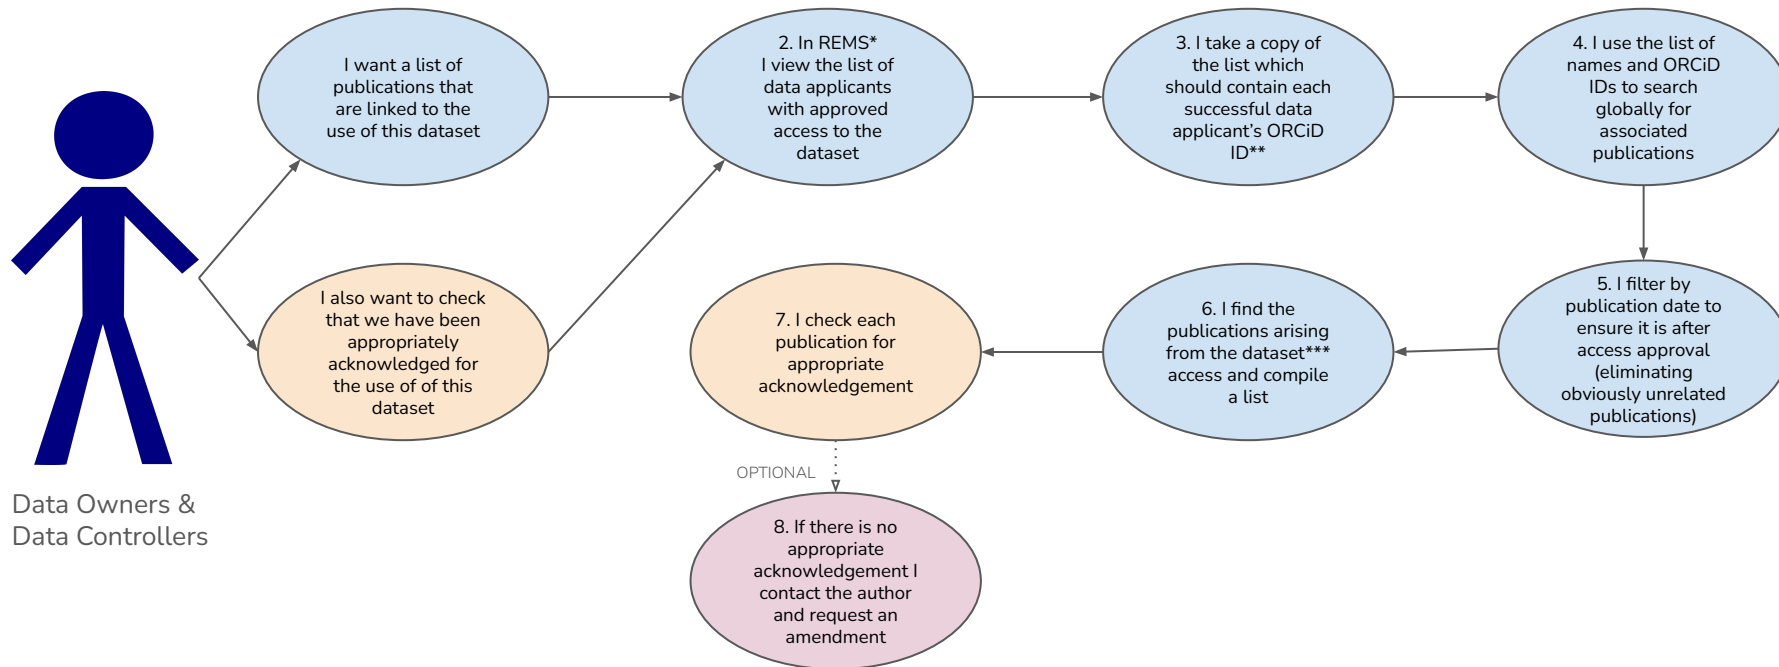 I want a list of
publications that
are linked to the
use of this dataset
2. In REMS*
I view the list of
data applicants
with approved
access to the
dataset
3. I take a copy of
the list which
should contain each
successful data
applicant's ORCiD
ID**
4. I use the list of
names and ORCiD
IDs to search
globally for
associated
publications
I also want to check
that we have been
appropriately
acknowledged for
the use of of this
dataset
7. I check each
publication for
appropriate
acknowledgement
6. I find the
publications arising
from the dataset***
access and compile
a list
5. I filter by
publication date to
ensure it is after
access approval
(eliminating
obviously unrelated
publications)
OPTIONAL
Data Owners &
Data Controllers
8. If there is no
appropriate
acknowledgement I
contact the author
and request an
amendment